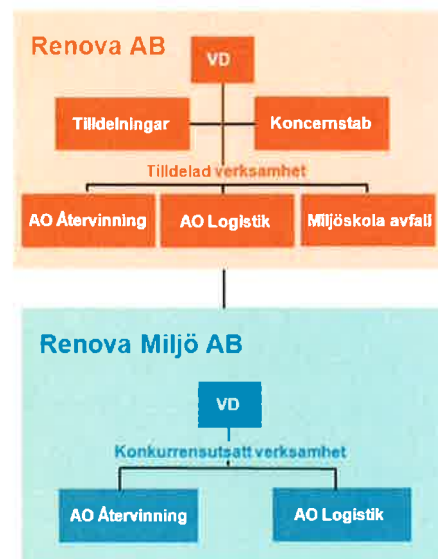 Renova AB
VD
Tilldelningar
Koncernstab
Tilldelad verksamhet
AO Återvinning
AO Logistik
Miljöskola avfall
Renova Miljö AB
VD
Konkurrensutsatt verksamhet
AO Återvinning
AO Logistik